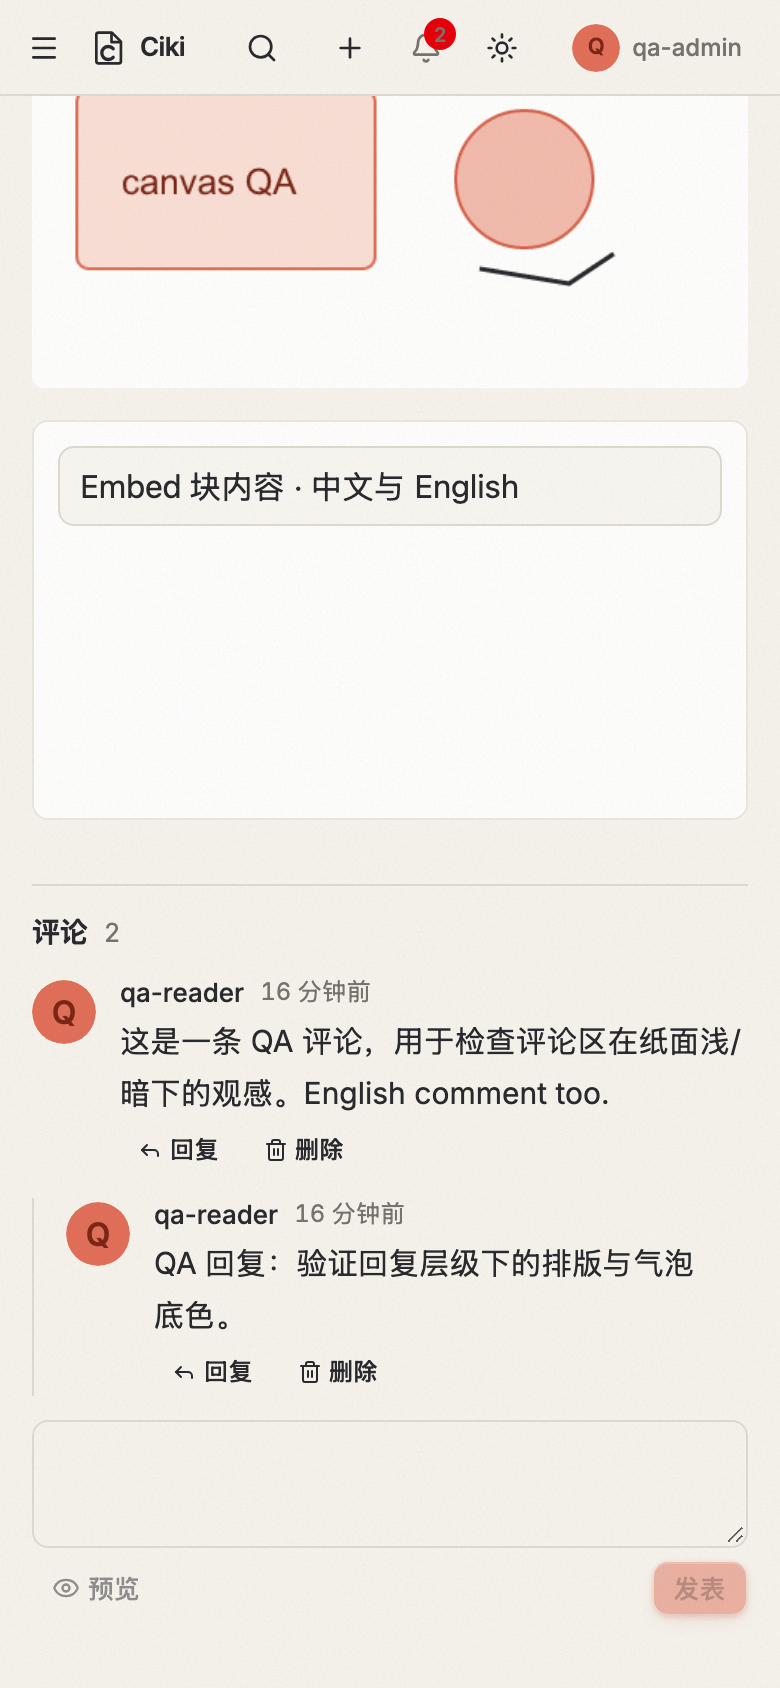 Ciki
2
Q
qa-admin
canvas QA
Embed 块内容 · 中文与 English
评论 2
Q
qa-reader 16 分钟前
这是一条 QA 评论，用于检查评论区在纸面浅/
暗下的观感。English comment too.
回复 删除
Q
qa-reader 16 分钟前
QA 回复：验证回复层级下的排版与气泡
底色。
回复 删除
预览
发表